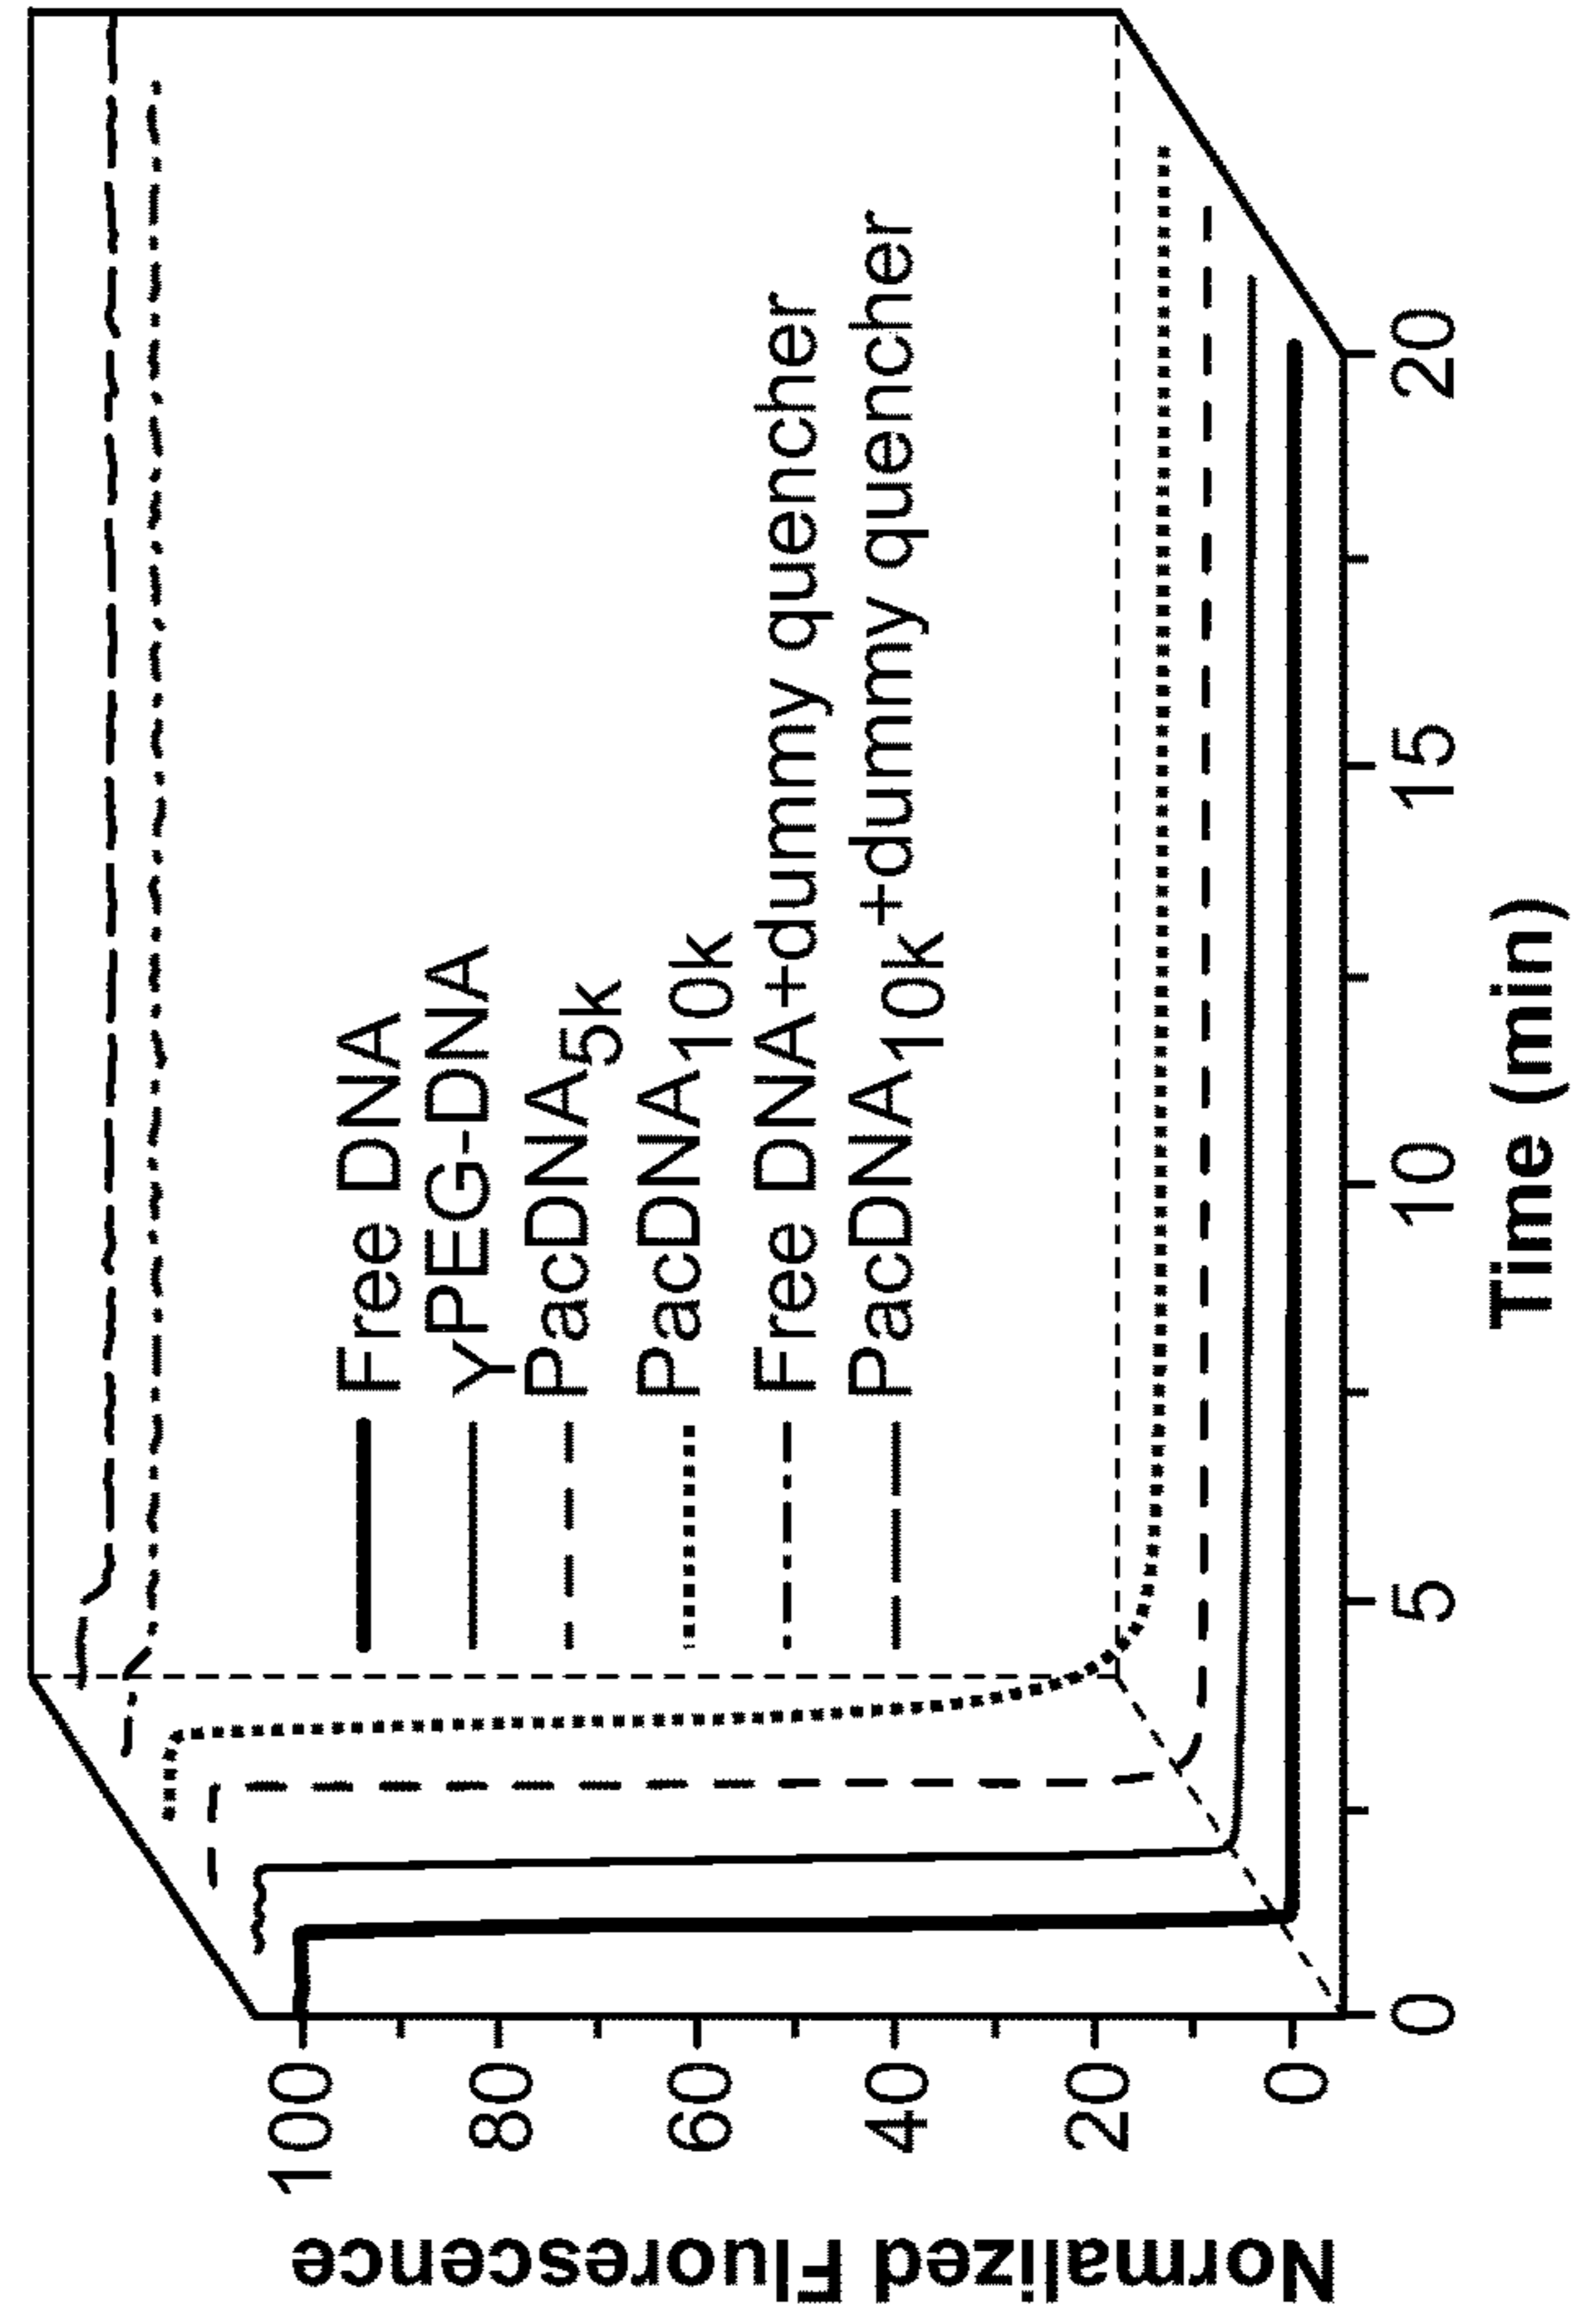 Normalized Fluorescence
100
80
60
40
20
0
Free DNA
YPEG-DNA
PacDNA5k
PacDNA10k
Free DNA+dummy quencher
PacDNA10k+dummy quencher
0 5 10 15 20
Time (min)